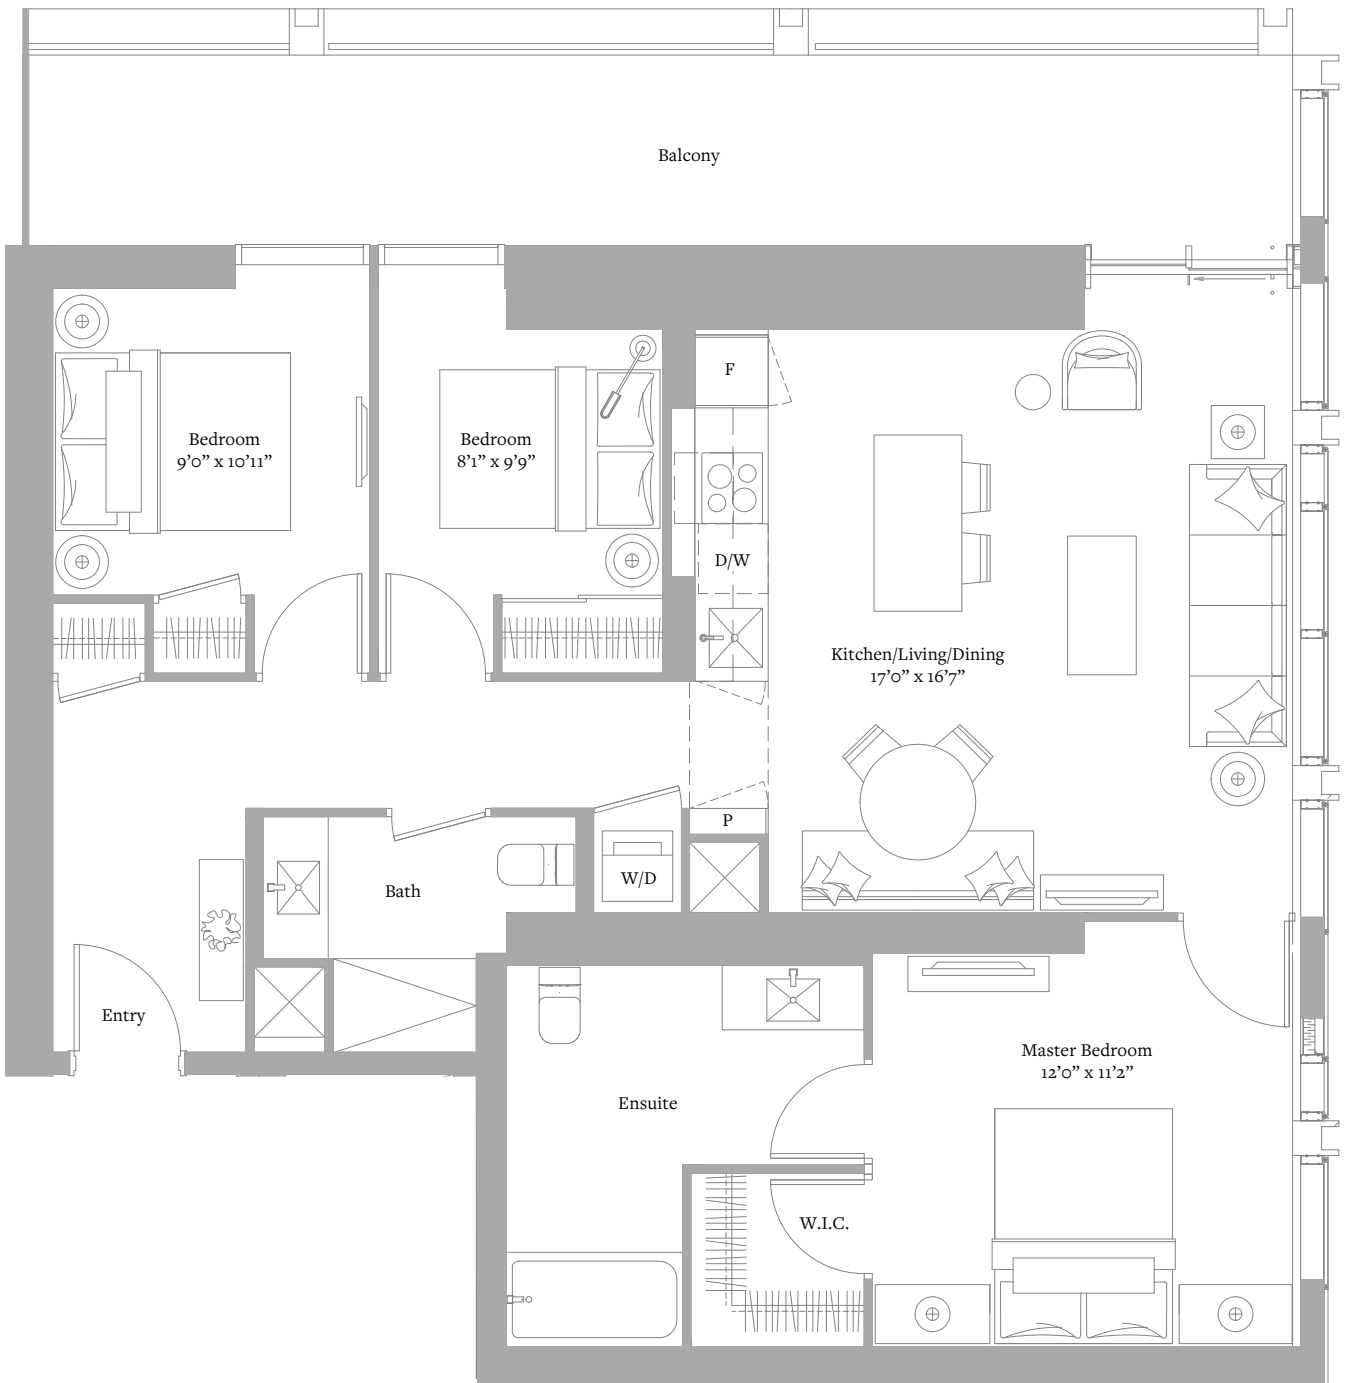 Balcony
F
Bedroom
9'0" x 10'11"
Bedroom
8'1" x 9'9"
D/W
Kitchen/Living/Dining
17'0" x 16'7"
P
W/D
Bath
Entry
Master Bedroom
12'0" x 11'2"
Ensuite
W.I.C.